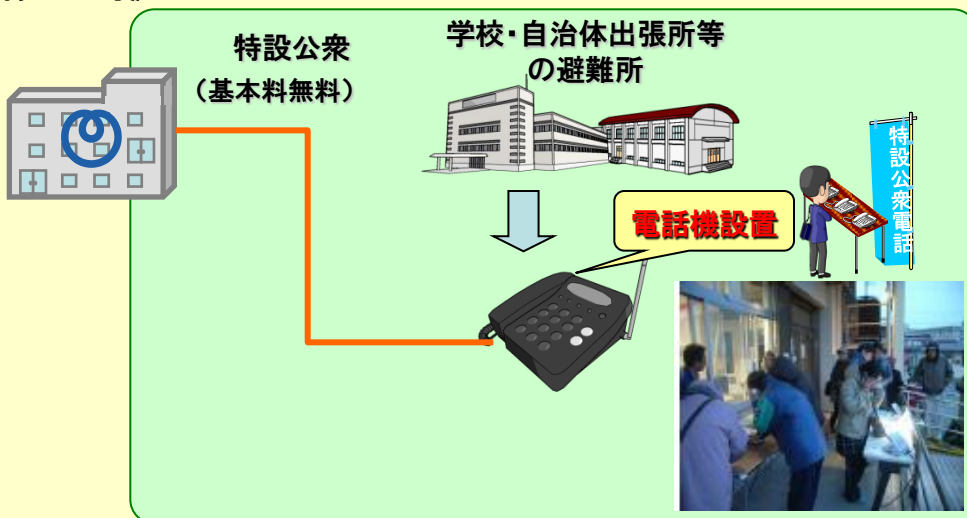 特設公衆
（基本料無料）
学校・自治体出張所等
の避難所
電話機設置
特設公衆電話